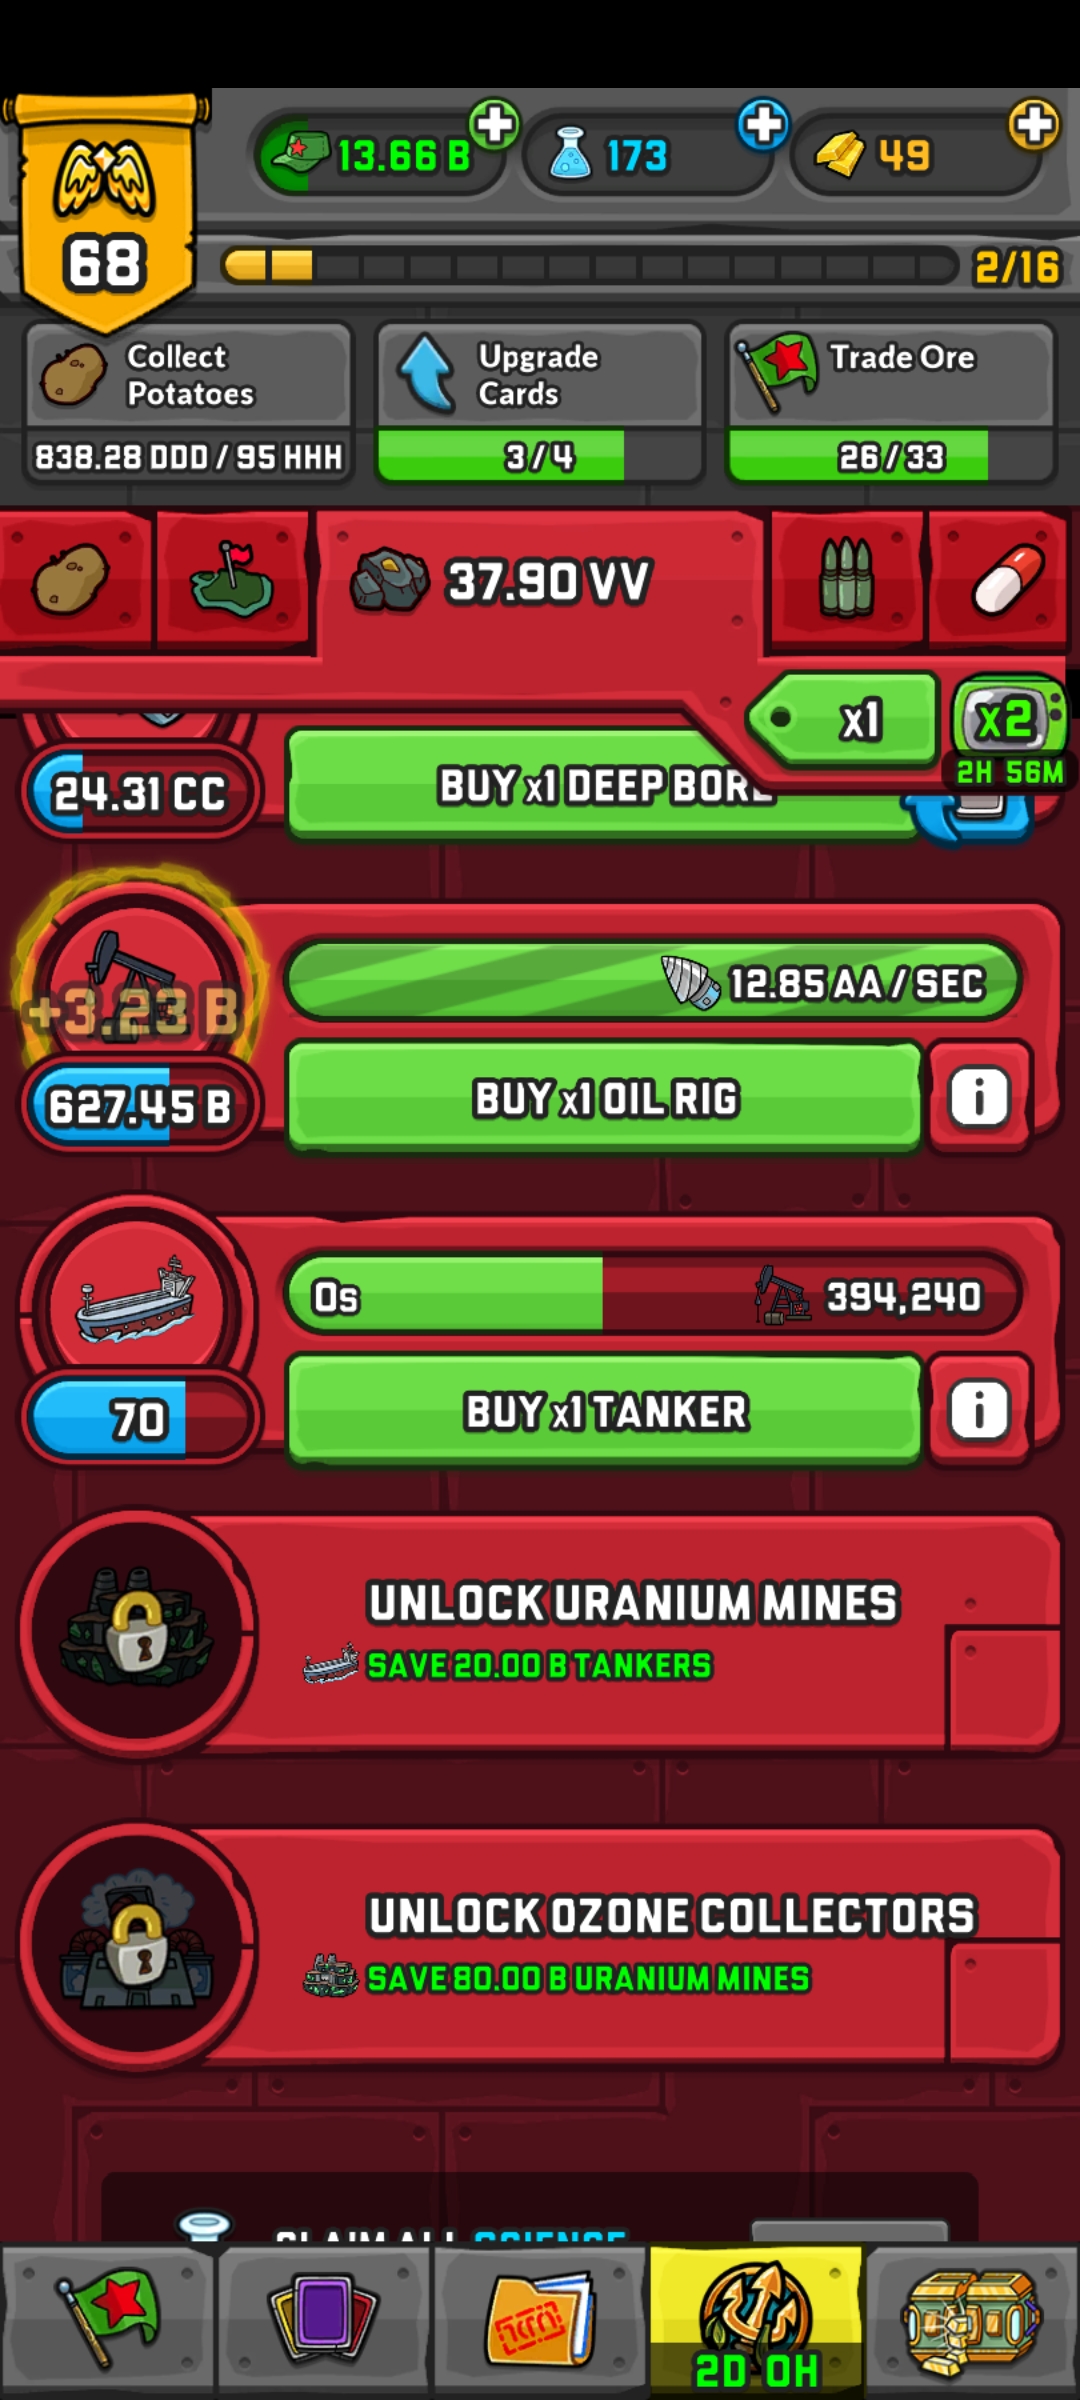 13.66 B
173
49
68
2/16
Collect
Potatoes
838.28 DDD / 95 HHH
Upgrade
Cards
3/4
Trade Ore
26/33
37.90 VV
x1
x2
2H 56M
24.31 CC
BUY x1 DEEP BORE
+3.23 B
12.85 AA / SEC
627.45 B
BUY x1 OIL RIG
i
0s
394,240
70
BUY x1 TANKER
i
UNLOCK URANIUM MINES
SAVE 20.00 B TANKERS
UNLOCK OZONE COLLECTORS
SAVE 80.00 B URANIUM MINES
CLAIM ALL SCIENCE
2D 0H